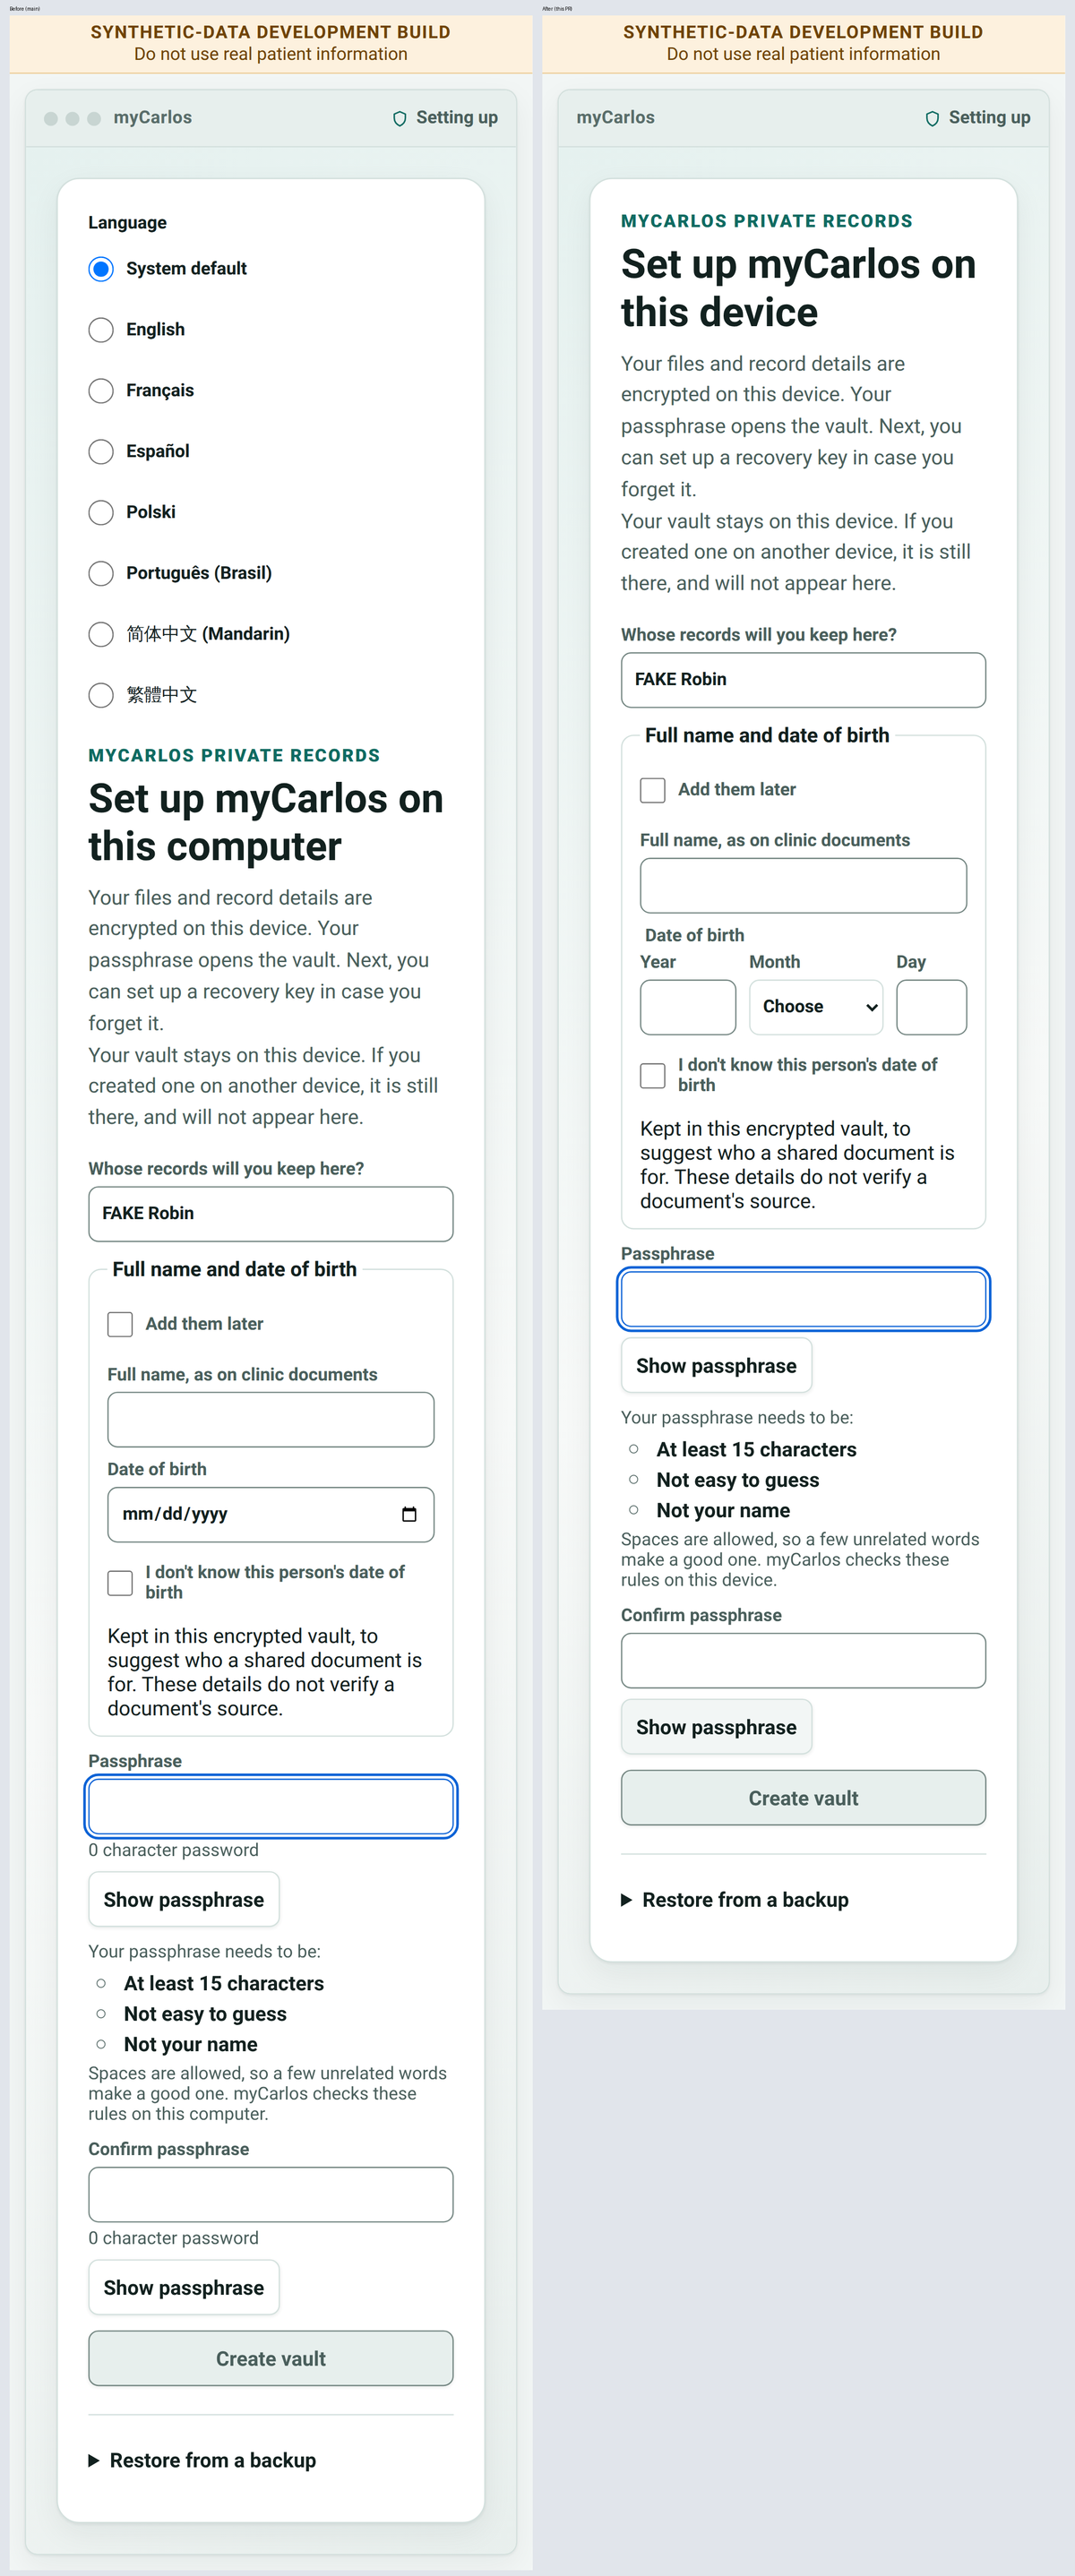 Before (main)
SYNTHETIC-DATA DEVELOPMENT BUILD
Do not use real patient information
myCarlos
Setting up
Language
System default
English
Français
Español
Polski
Português (Brasil)
简体中文 (Mandarin)
繁體中文
MYCARLOS PRIVATE RECORDS
Set up myCarlos on
this computer
Your files and record details are
encrypted on this device. Your
passphrase opens the vault. Next, you
can set up a recovery key in case you
forget it.
Your vault stays on this device. If you
created one on another device, it is still
there, and will not appear here.
Whose records will you keep here?
FAKE Robin
Full name and date of birth
Add them later
Full name, as on clinic documents
Date of birth
mm/dd/yyyy
I don't know this person's date of
birth
Kept in this encrypted vault, to
suggest who a shared document is
for. These details do not verify a
document's source.
Passphrase
0 character password
Show passphrase
Your passphrase needs to be:
At least 15 characters
Not easy to guess
Not your name
Spaces are allowed, so a few unrelated words
make a good one. myCarlos checks these
rules on this computer.
Confirm passphrase
0 character password
Show passphrase
Create vault
Restore from a backup
After (this PR)
SYNTHETIC-DATA DEVELOPMENT BUILD
Do not use real patient information
myCarlos
Setting up
MYCARLOS PRIVATE RECORDS
Set up myCarlos on
this device
Your files and record details are
encrypted on this device. Your
passphrase opens the vault. Next, you
can set up a recovery key in case you
forget it.
Your vault stays on this device. If you
created one on another device, it is still
there, and will not appear here.
Whose records will you keep here?
FAKE Robin
Full name and date of birth
Add them later
Full name, as on clinic documents
Date of birth
Year
Month
Day
Choose
I don't know this person's date of
birth
Kept in this encrypted vault, to
suggest who a shared document is
for. These details do not verify a
document's source.
Passphrase
Show passphrase
Your passphrase needs to be:
At least 15 characters
Not easy to guess
Not your name
Spaces are allowed, so a few unrelated words
make a good one. myCarlos checks these
rules on this device.
Confirm passphrase
Show passphrase
Create vault
Restore from a backup